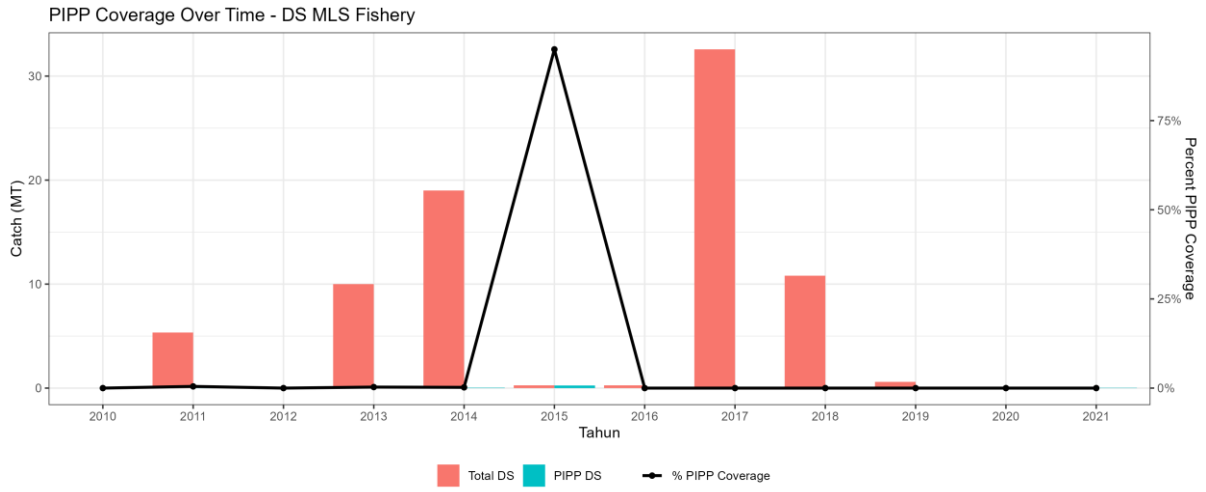 PIPP Coverage Over Time - DS MLS Fishery
Catch (MT)
30
20
10
0
75%
50%
25%
0%
Percent PIPP Coverage
2010 2011 2012 2013 2014 2015 2016 2017 2018 2019 2020 2021
Tahun
Total DS PIPP DS % PIPP Coverage